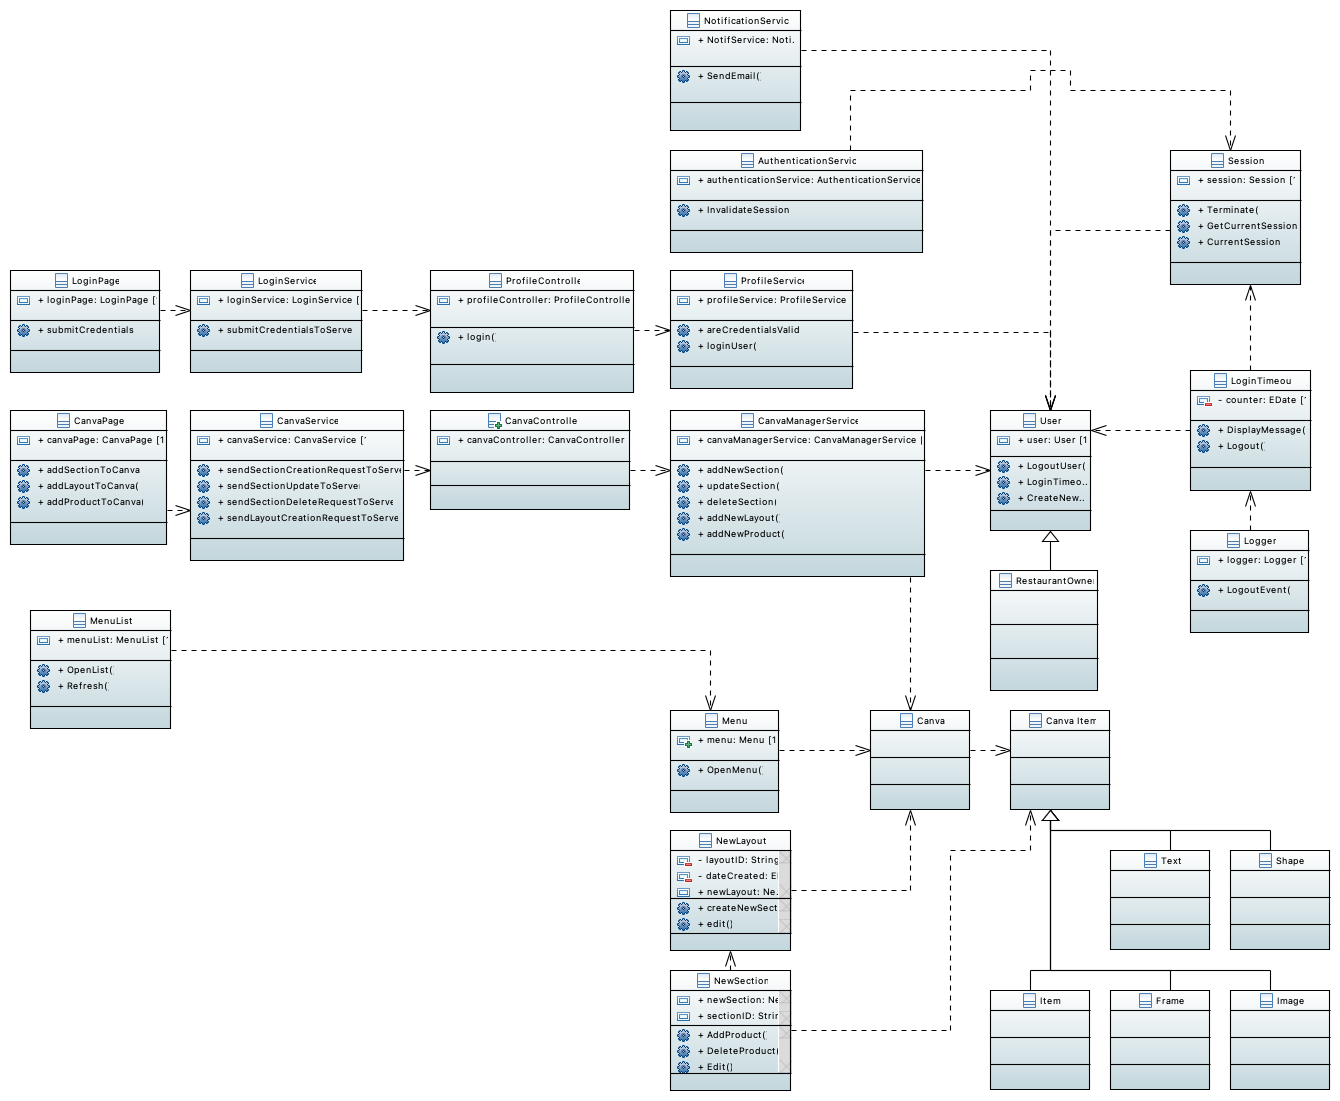 NotificationServic
+ NotifService: Noti.
+ SendEmail(
AuthenticationServic
+ authenticationService: AuthenticationService
+ InvalidateSession
Session
+ session: Session [
+ Terminate(
+ GetCurrentSession
+ CurrentSession
LoginPage
+ loginPage: LoginPage [
+ submitCredentials
LoginService
+ loginService: LoginService [
+ submitCredentialsToServe
ProfileControlle
+ profileController: ProfileControlle
+ login(
ProfileService
+ profileService: ProfileService
+ areCredentialsValid
+ loginUser(
LoginTimeou
- counter: EDate [
+ DisplayMessage(
+ Logout(
CanvaPage
+ canvaPage: CanvaPage [1
+ addSectionToCanva
+ addLayoutToCanva(
+ addProductToCanva(
CanvaService
+ canvaService: CanvaService [
+ sendSectionCreationRequestToServe
+ sendSectionUpdateToServe
+ sendSectionDeleteRequestToServe
+ sendLayoutCreationRequestToServe
CanvaControlle
+ canvaController: CanvaController
CanvaManagerService
+ canvaManagerService: CanvaManagerService [
+ addNewSection(
+ updateSection(
+ deleteSection(
+ addNewLayout(
+ addNewProduct(
User
+ user: User [1
+ LogoutUser(
+ LoginTimeo..
+ CreateNew..
Logger
+ logger: Logger [
+ LogoutEvent(
RestaurantOwne
MenuList
+ menuList: MenuList [
+ OpenList(
+ Refresh(
Menu
+ menu: Menu [1
+ OpenMenu(
Canva
Canva Item
NewLayout
- layoutID: String
- dateCreated: E
+ newLayout: Ne.
+ createNewSect
+ edit()
Text
Shape
NewSection
+ newSection: Ne
+ sectionID: Strin
+ AddProduct(
+ DeleteProduct(
+ Edit()
Item
Frame
Image